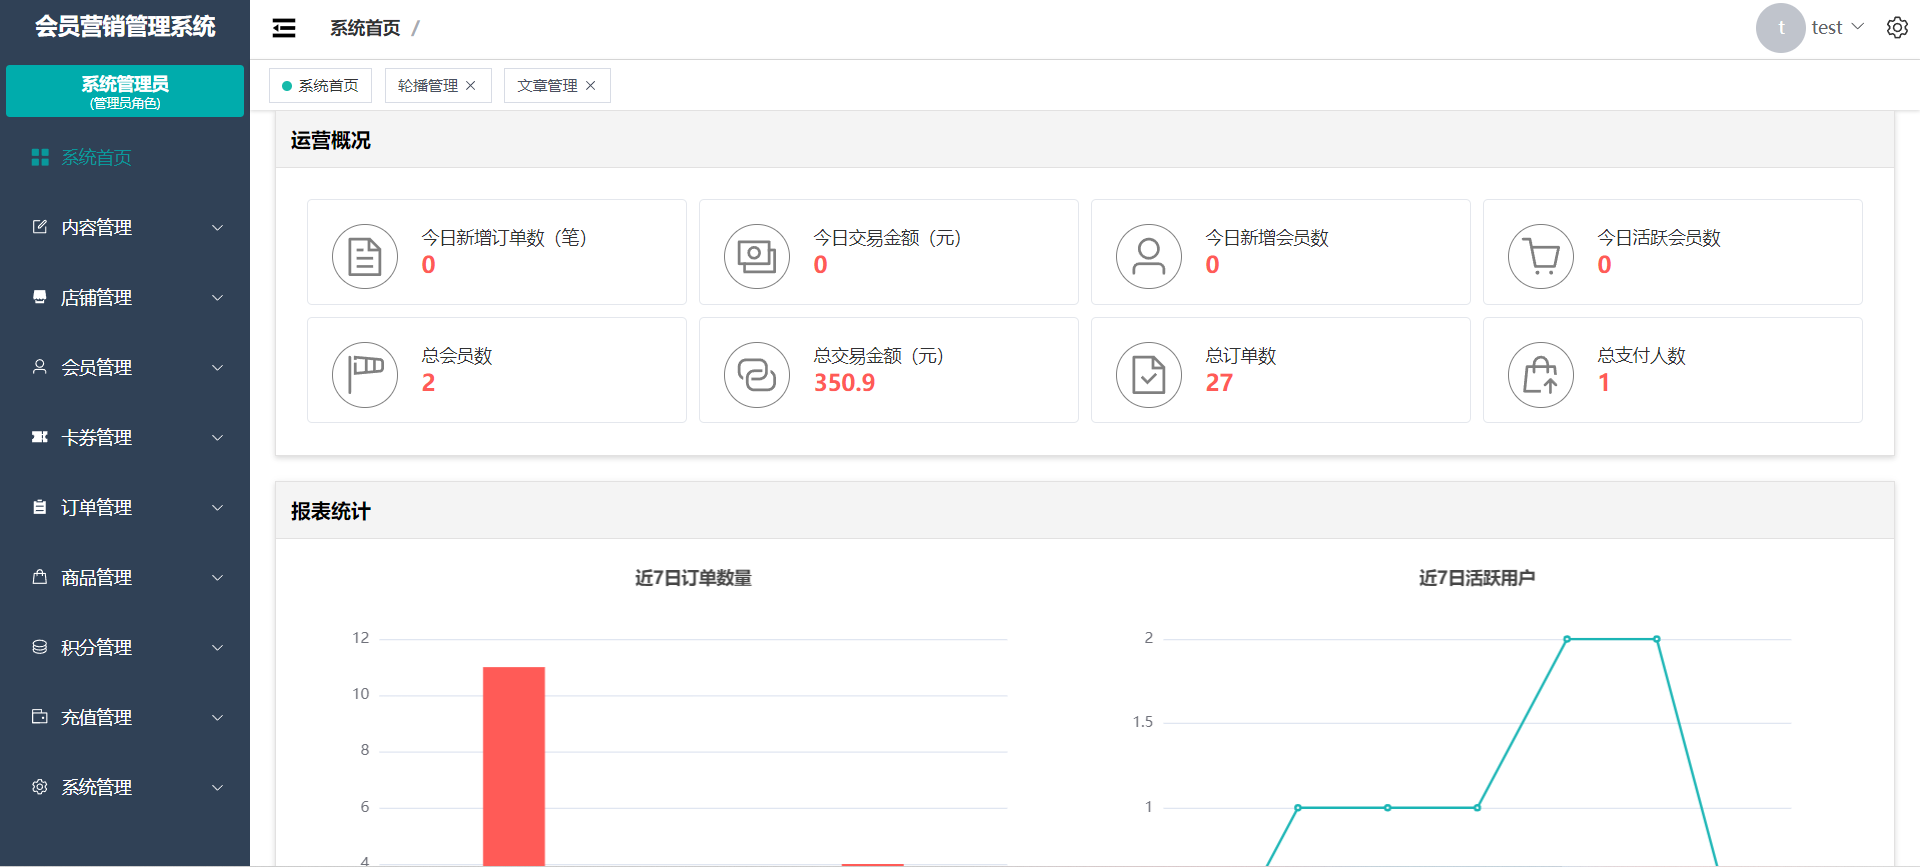 会员营销管理系统
系统管理员
(管理员角色)
系统首页
内容管理
店铺管理
会员管理
卡券管理
订单管理
商品管理
积分管理
充值管理
系统管理
系统首页 /
t test
系统首页
轮播管理
文章管理
运营概况
今日新增订单数（笔）
0
今日交易金额（元）
0
今日新增会员数
0
今日活跃会员数
0
总会员数
2
总交易金额（元）
350.9
总订单数
27
总支付人数
1
报表统计
近7日订单数量
12
10
8
6
4
近7日活跃用户
2
1.5
1